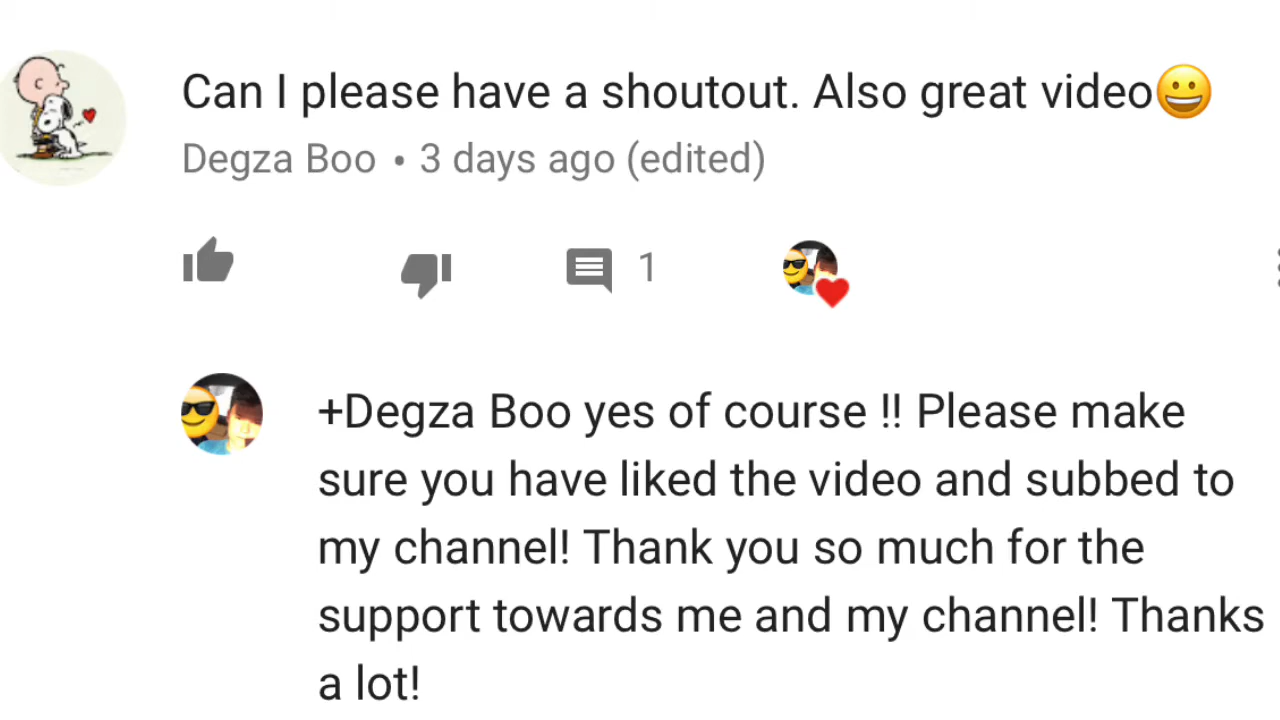 Can I please have a shoutout. Also great video😀
Degza Boo • 3 days ago (edited)
1
+Degza Boo yes of course !! Please make
sure you have liked the video and subbed to
my channel! Thank you so much for the
support towards me and my channel! Thanks
a lot!